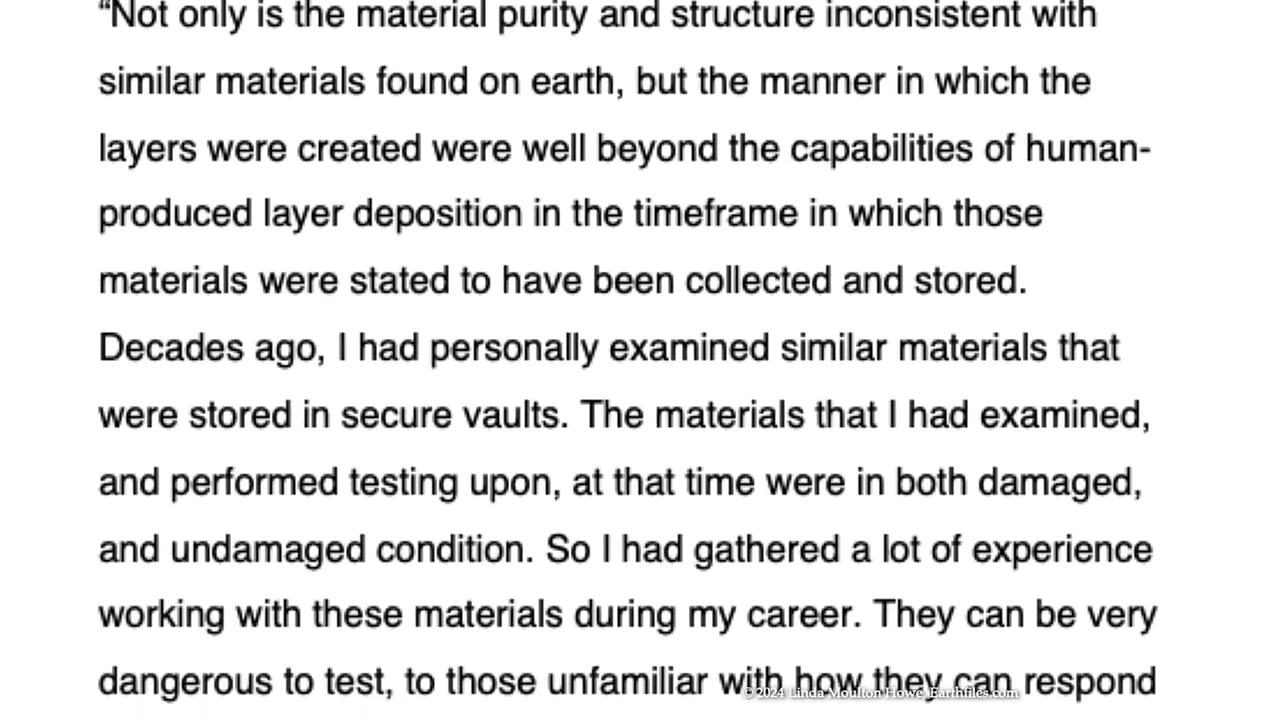 “Not only is the material purity and structure inconsistent with
similar materials found on earth, but the manner in which the
layers were created were well beyond the capabilities of human-
produced layer deposition in the timeframe in which those
materials were stated to have been collected and stored.
Decades ago, I had personally examined similar materials that
were stored in secure vaults. The materials that I had examined,
and performed testing upon, at that time were in both damaged,
and undamaged condition. So I had gathered a lot of experience
working with these materials during my career. They can be very
dangerous to test, to those unfamiliar with how they can respond
© 2024 Linda Moulton Howe, Earthfiles.com